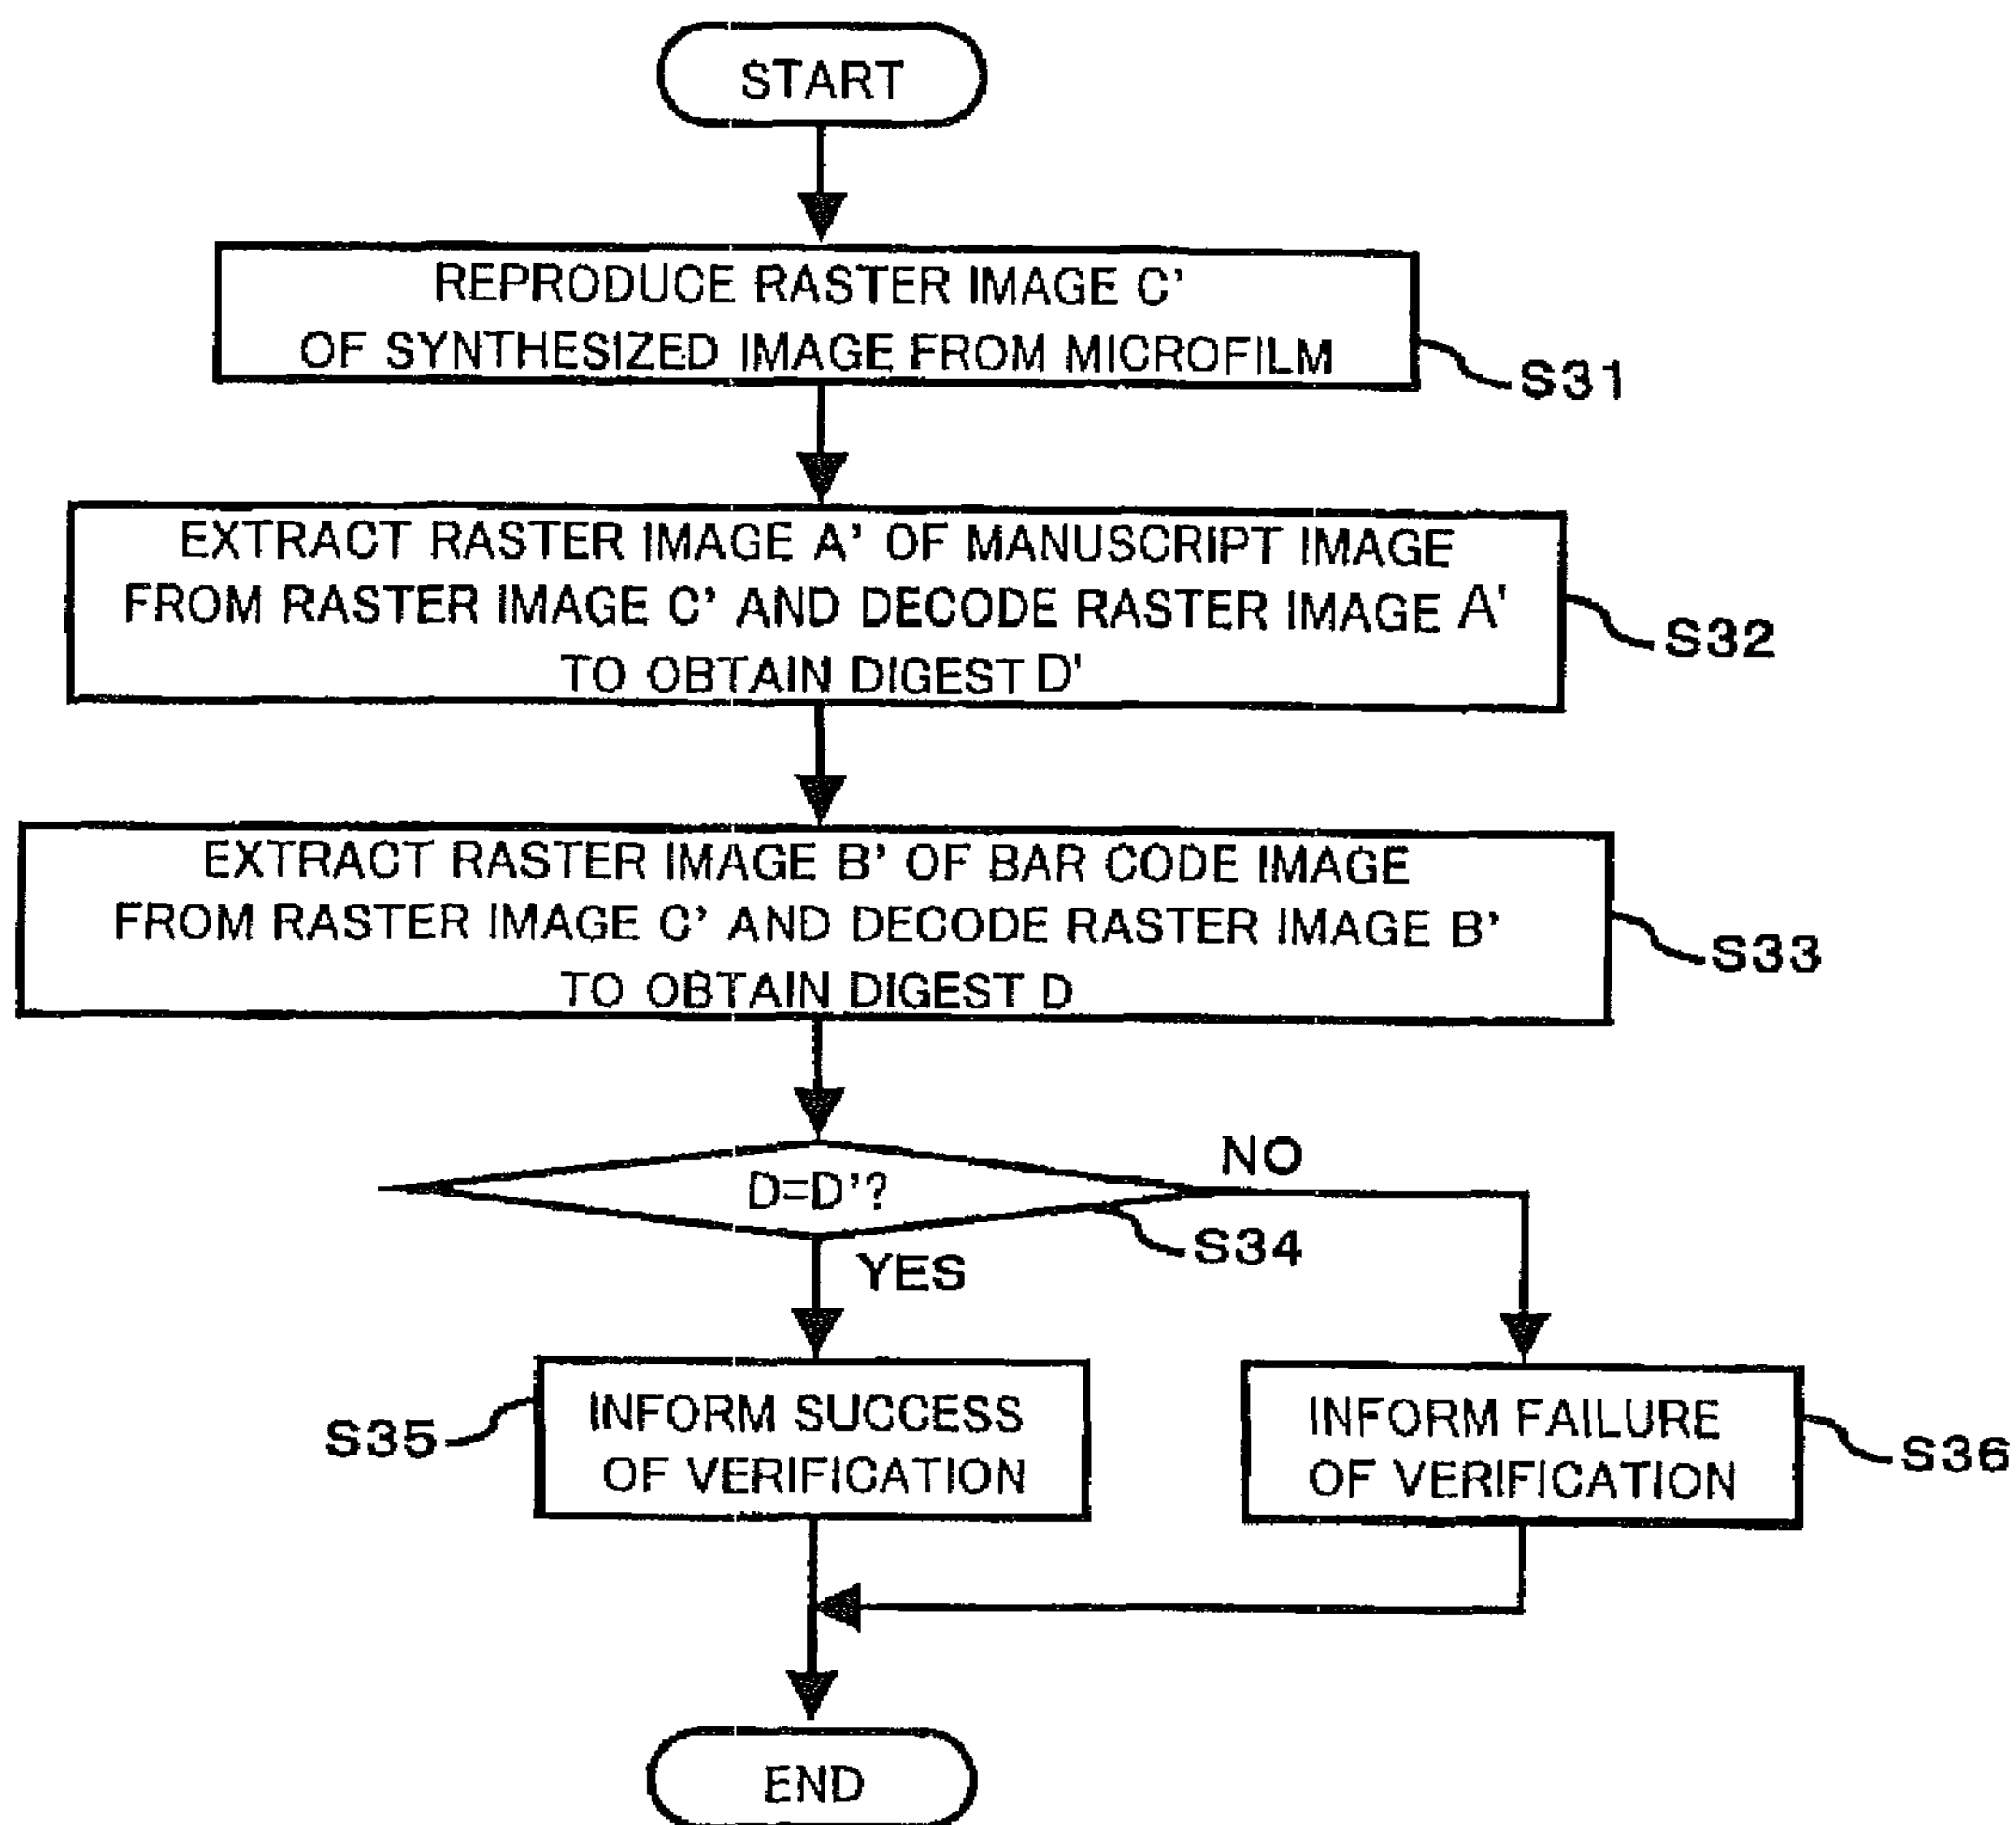 START
REPRODUCE RASTER IMAGE C'
OF SYNTHESIZED IMAGE FROM MICROFILM
S31
EXTRACT RASTER IMAGE A' OF MANUSCRIPT IMAGE
FROM RASTER IMAGE C' AND DECODE RASTER IMAGE A'
TO OBTAIN DIGEST D'
S32
EXTRACT RASTER IMAGE B' OF BAR CODE IMAGE
FROM RASTER IMAGE C' AND DECODE RASTER IMAGE B'
TO OBTAIN DIGEST D
S33
D=D'?
NO
S34
YES
INFORM SUCCESS
OF VERIFICATION
S35
INFORM FAILURE
OF VERIFICATION
S36
END